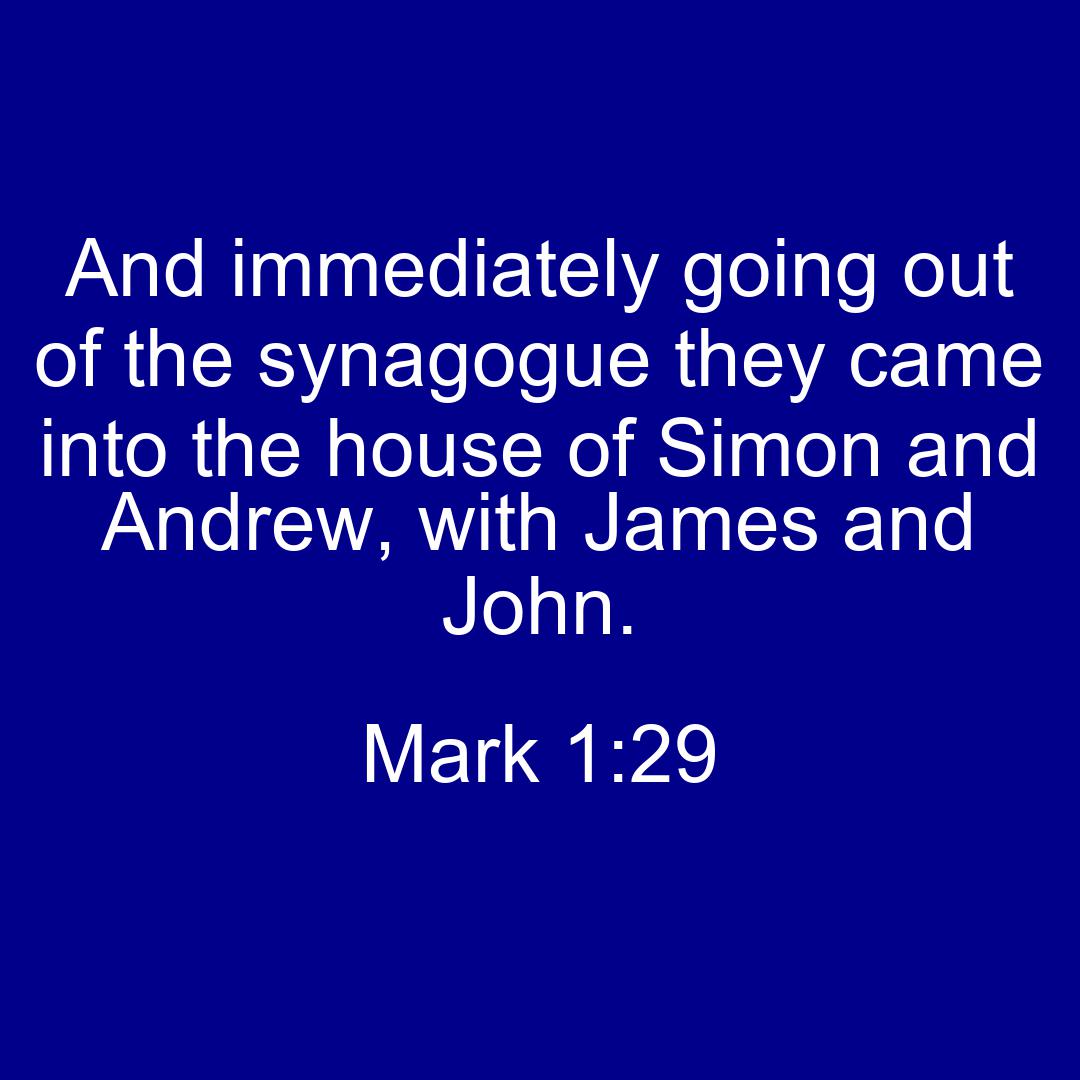 And immediately going out
of the synagogue they came
into the house of Simon and
Andrew, with James and
John.
Mark 1:29